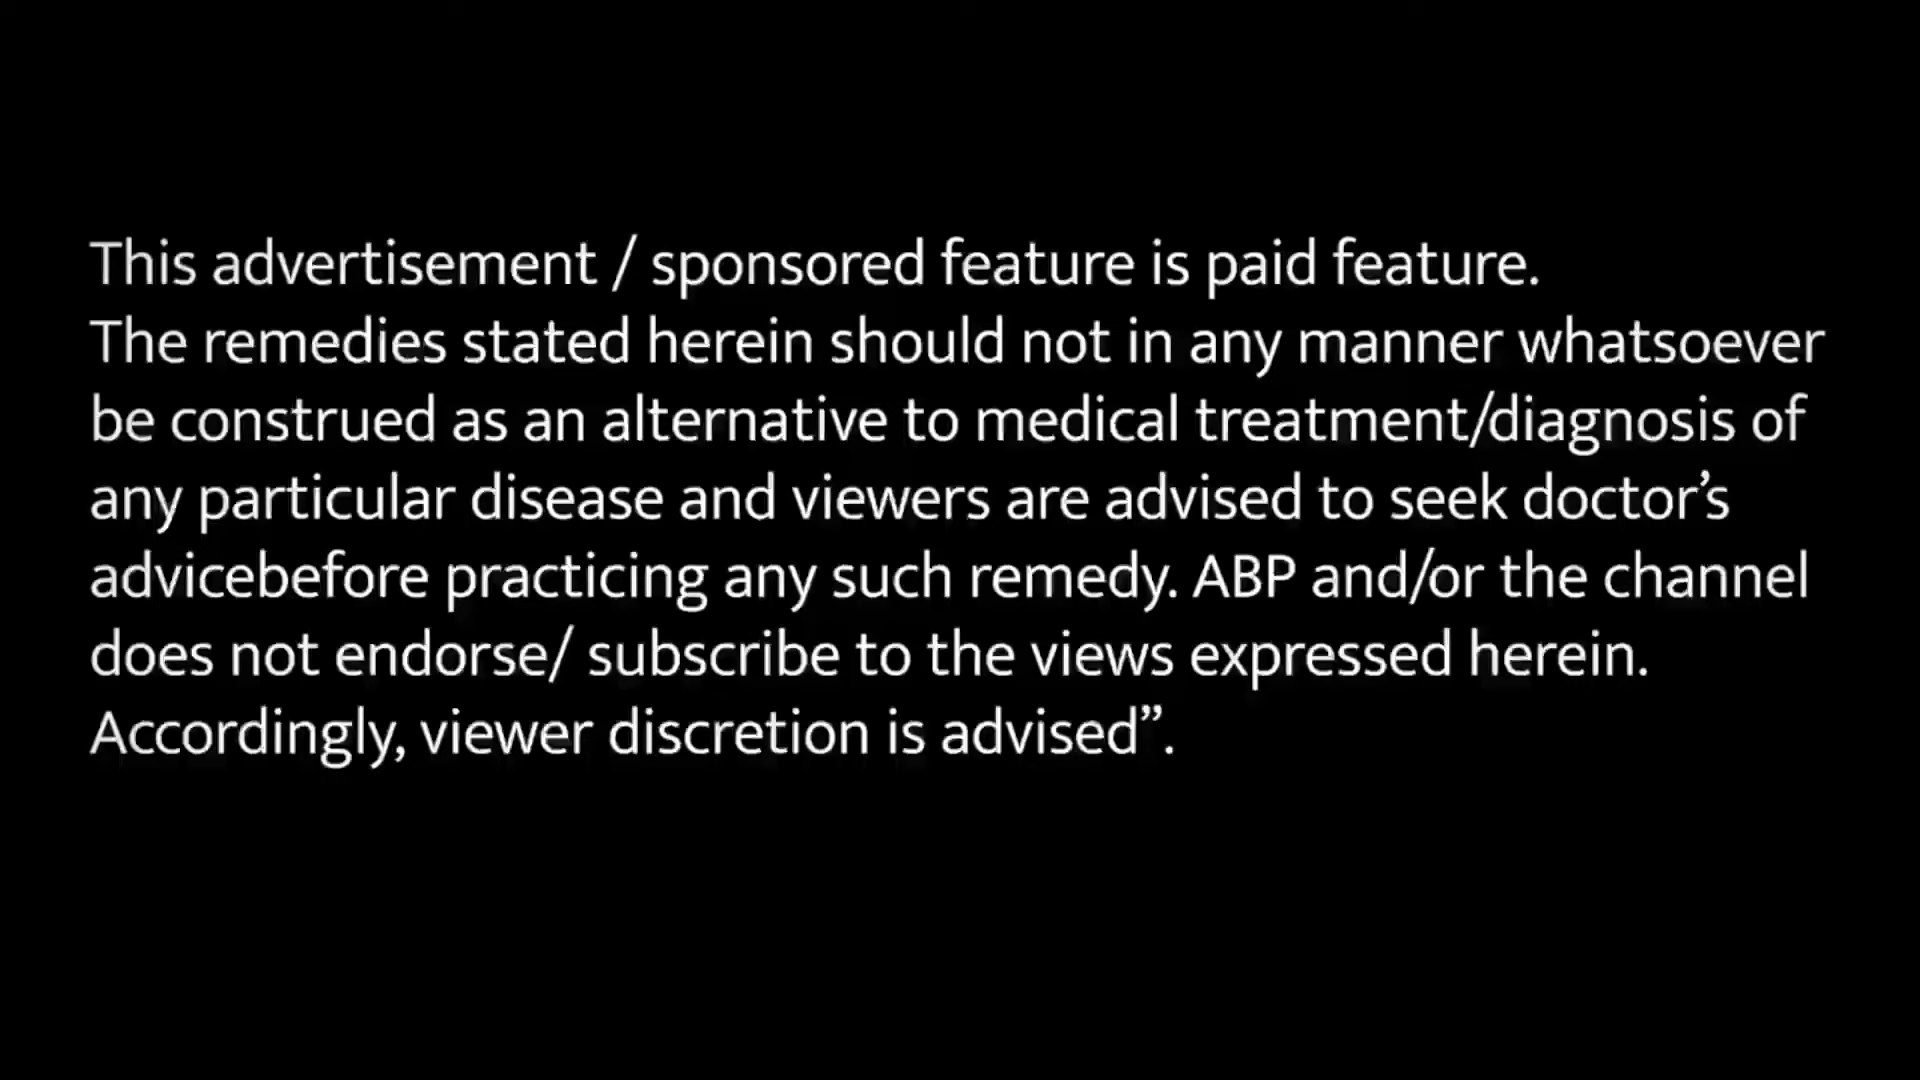 This advertisement / sponsored feature is paid feature.
The remedies stated herein should not in any manner whatsoever
be construed as an alternative to medical treatment/diagnosis of
any particular disease and viewers are advised to seek doctor’s
advicebefore practicing any such remedy. ABP and/or the channel
does not endorse/ subscribe to the views expressed herein.
Accordingly, viewer discretion is advised”.